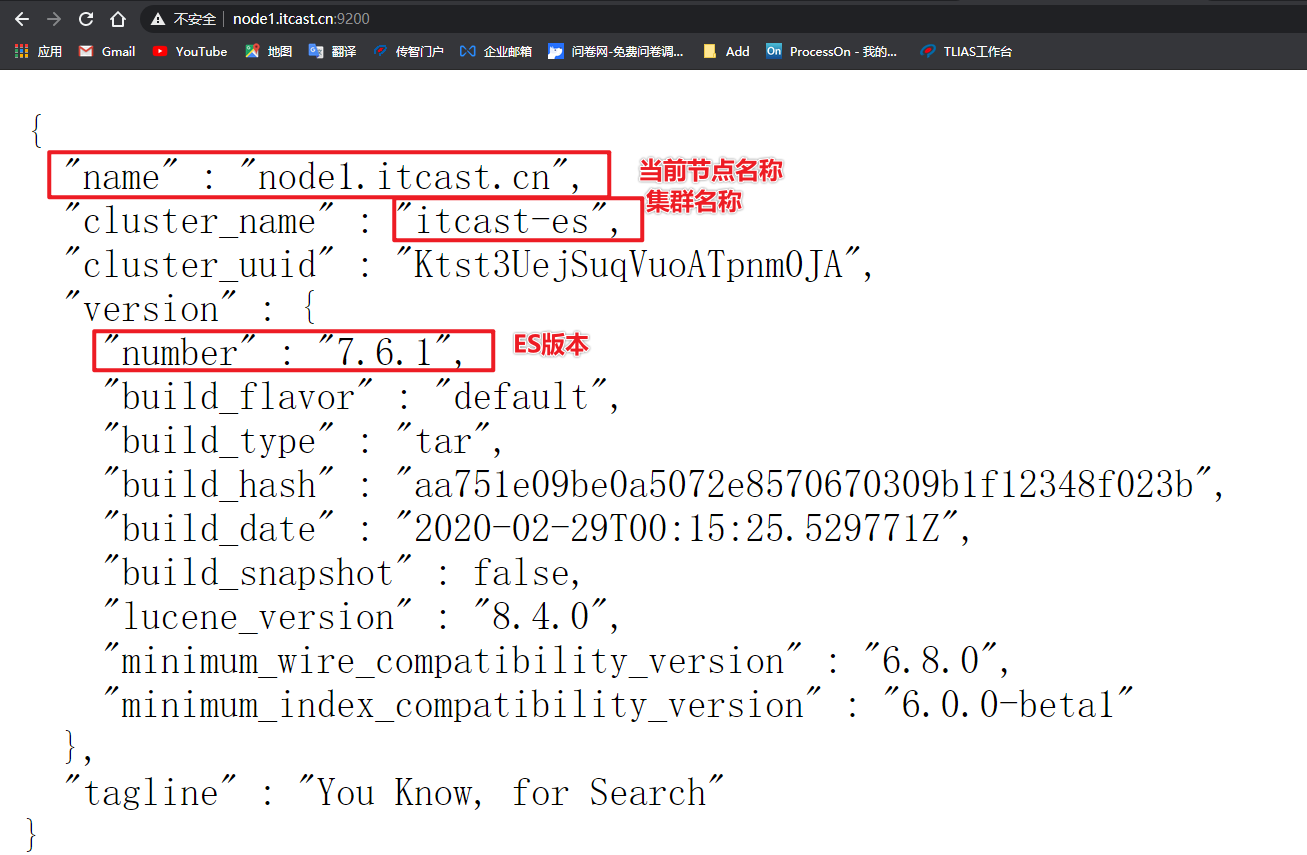 不安全 node1.itcast.cn:9200
应用 Gmail YouTube 地图 翻译 传智门户 企业邮箱 问卷网-免费问卷调... Add On ProcessOn - 我的... TLIAS工作台
{
"name" : "node1.itcast.cn", 当前节点名称
"cluster_name" : "itcast-es", 集群名称
"cluster_uuid" : "Ktst3UejSuqVuoATpnm0JA",
"version" : {
"number" : "7.6.1", ES版本
"build_flavor" : "default",
"build_type" : "tar",
"build_hash" : "aa751e09be0a5072e8570670309b1f12348f023b",
"build_date" : "2020-02-29T00:15:25.529771Z",
"build_snapshot" : false,
"lucene_version" : "8.4.0",
"minimum_wire_compatibility_version" : "6.8.0",
"minimum_index_compatibility_version" : "6.0.0-beta1"
},
"tagline" : "You Know, for Search"
}